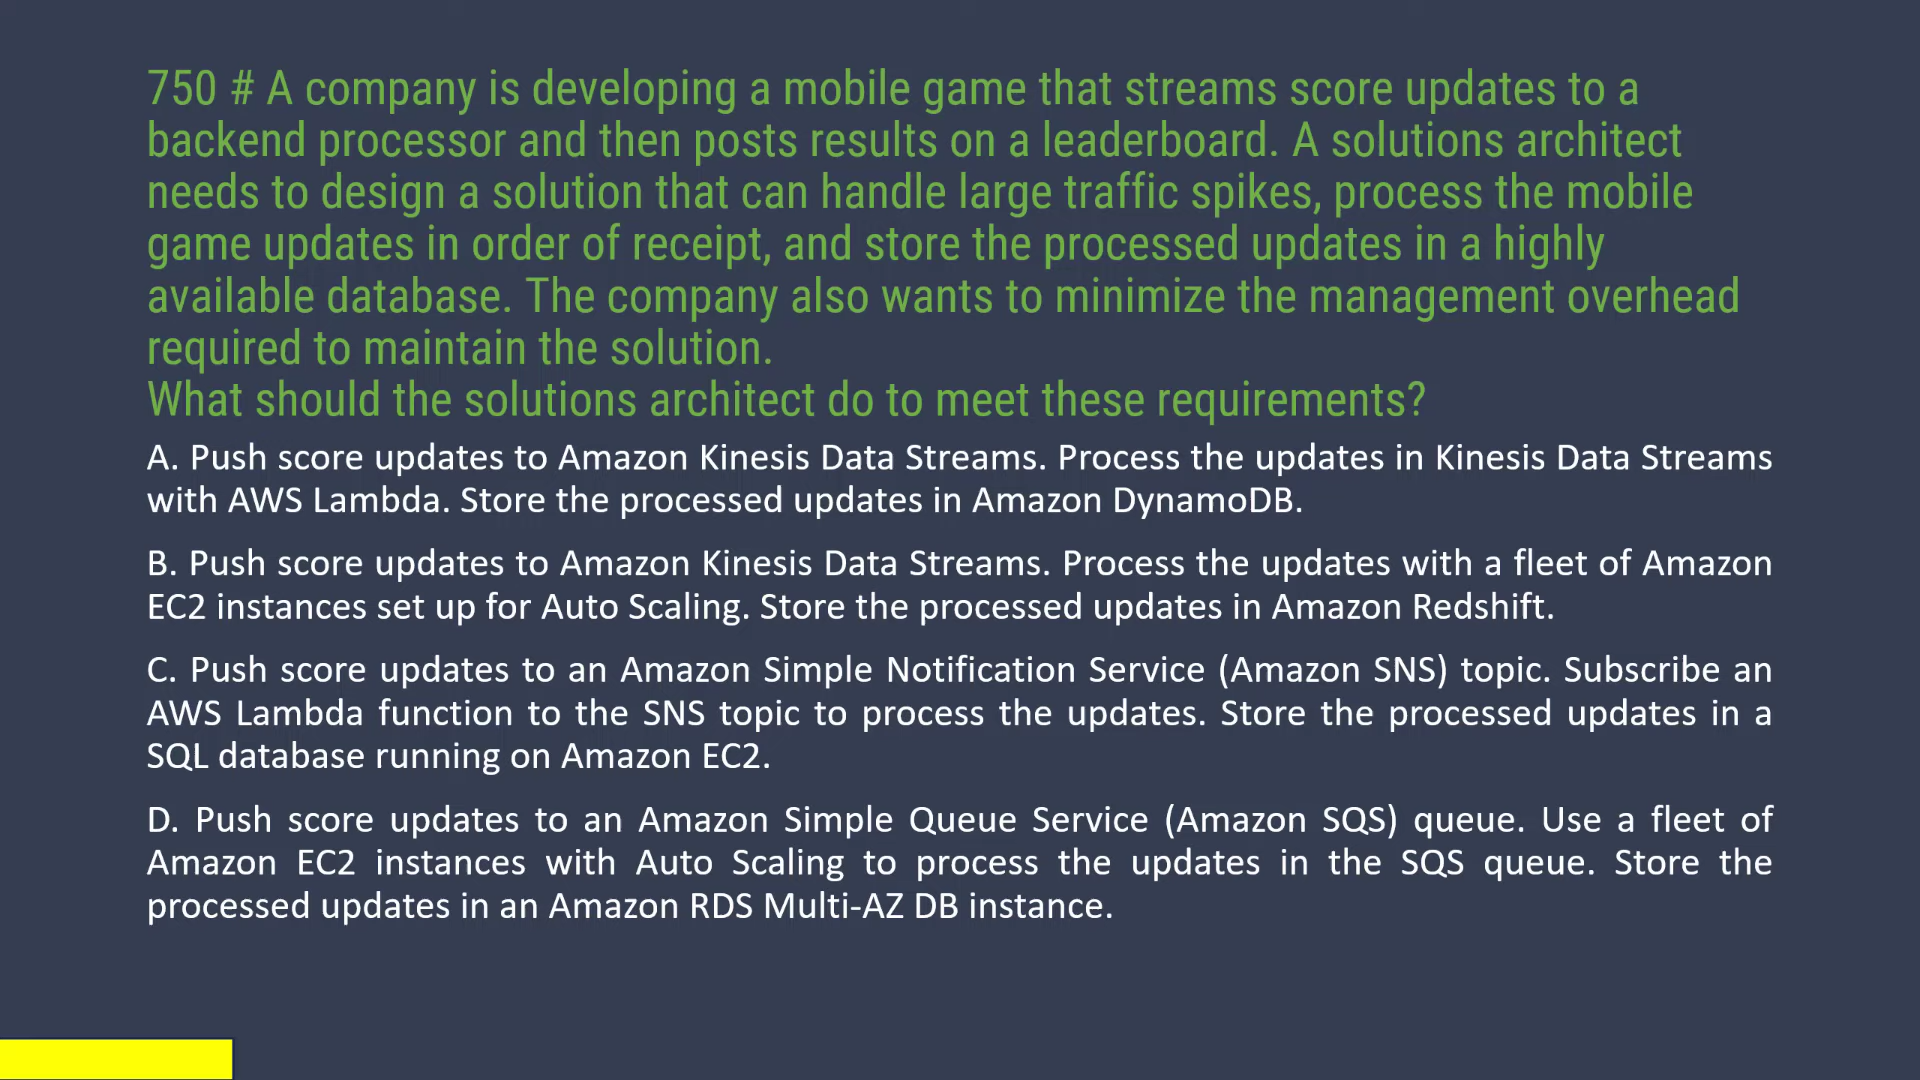 750 # A company is developing a mobile game that streams score updates to a
backend processor and then posts results on a leaderboard. A solutions architect
needs to design a solution that can handle large traffic spikes, process the mobile
game updates in order of receipt, and store the processed updates in a highly
available database. The company also wants to minimize the management overhead
required to maintain the solution.
What should the solutions architect do to meet these requirements?
A. Push score updates to Amazon Kinesis Data Streams. Process the updates in Kinesis Data Streams
with AWS Lambda. Store the processed updates in Amazon DynamoDB.
B. Push score updates to Amazon Kinesis Data Streams. Process the updates with a fleet of Amazon
EC2 instances set up for Auto Scaling. Store the processed updates in Amazon Redshift.
C. Push score updates to an Amazon Simple Notification Service (Amazon SNS) topic. Subscribe an
AWS Lambda function to the SNS topic to process the updates. Store the processed updates in a
SQL database running on Amazon EC2.
D. Push score updates to an Amazon Simple Queue Service (Amazon SQS) queue. Use a fleet of
Amazon EC2 instances with Auto Scaling to process the updates in the SQS queue. Store the
processed updates in an Amazon RDS Multi-AZ DB instance.